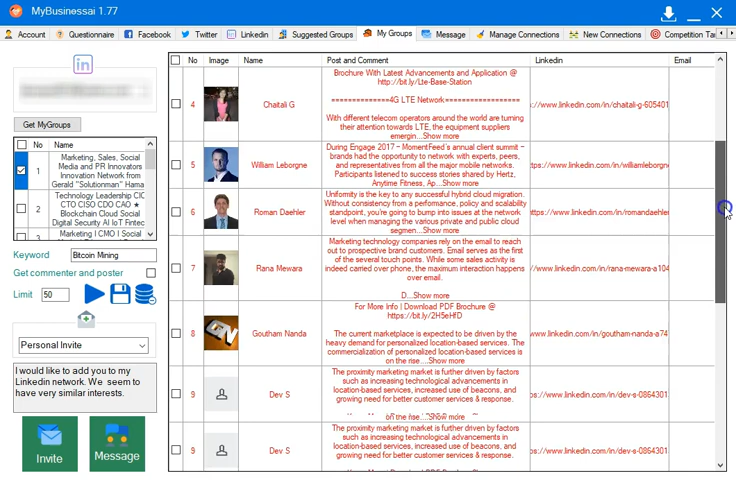 MyBusinessai 1.77
Account
Questionnaire
Facebook
Twitter
Linkedin
Suggested Groups
My Groups
Message
Manage Connections
New Connections
Competition Ta
Get MyGroups
No Name
1 Marketing, Sales, Social
Media and PR Innovators
Innovation Network from
Gerald "Solutionman" Hama
2 Technology Leadership CIO
CTO CISO CDO CAO ★
Blockchain Cloud Social
Digital Security AI IoT Fintec
3 Marketing I CMO I Social
Keyword Bitcoin Mining
Get commenter and poster
Limit 50
Personal Invite
I would like to add you to my
Linkedin network. We seem to
have very similar interests.
Invite
Message
No Image Name Post and Comment Linkedin Email
4 Chaitali G
Brochure With Latest Advancements and Application @
http://bit.ly/Lte-Base-Station
==============4G LTE Network==================
With different telecom operators around the world are turning
their attention towards LTE, the equipment suppliers
emergin...Show more
://www.linkedin.com/in/chaitali-g-605401
5 William Leborgne
During Engage 2017 – MomentFeed's annual client summit –
brands had the opportunity to network with experts, peers,
and representatives from all the major mobile networks.
Participants listened to success stories shared by Hertz,
Anytime Fitness, Ap...Show more
ttps://www.linkedin.com/in/williamleborgne
6 Roman Daehler
Uniformity is the key to any successful hybrid cloud migration.
Without consistency from a performance, policy and scalability
standpoint, you're going to bump into issues at the network
level when managing the various private and public cloud
segmen...Show more
https://www.linkedin.com/in/romandaehler
7 Rana Mewara
Marketing technology companies rely on the email to reach
out to prospective brand customers. Email serves as the
first of the several touch points. While some sales activity
is indeed carried over phone, the maximum interaction happens
over email.
D...Show more
s://www.linkedin.com/in/rana-mewara-a104
8 Goutham Nanda
For More Info | Download PDF Brochure @
https://bit.ly/2H5eHfD
The current marketplace is expected to be driven by the
heavy demand for personalized location-based services. The
commercialization of personalized location-based services is
on the rise....Show more
www.linkedin.com/in/goutham-nanda-a74
9 Dev S
The proximity marketing market is further driven by factors
such as increasing technological advancements in
location-based services, increased use of beacons, and
growing need for better customer services & response.
on the rise....Show more
os://www.linkedin.com/in/dev-s-0864301
9 Dev S
The proximity marketing market is further driven by factors
such as increasing technological advancements in
location-based services, increased use of beacons, and
growing need for better customer services & response.
os://www.linkedin.com/in/dev-s-0864301